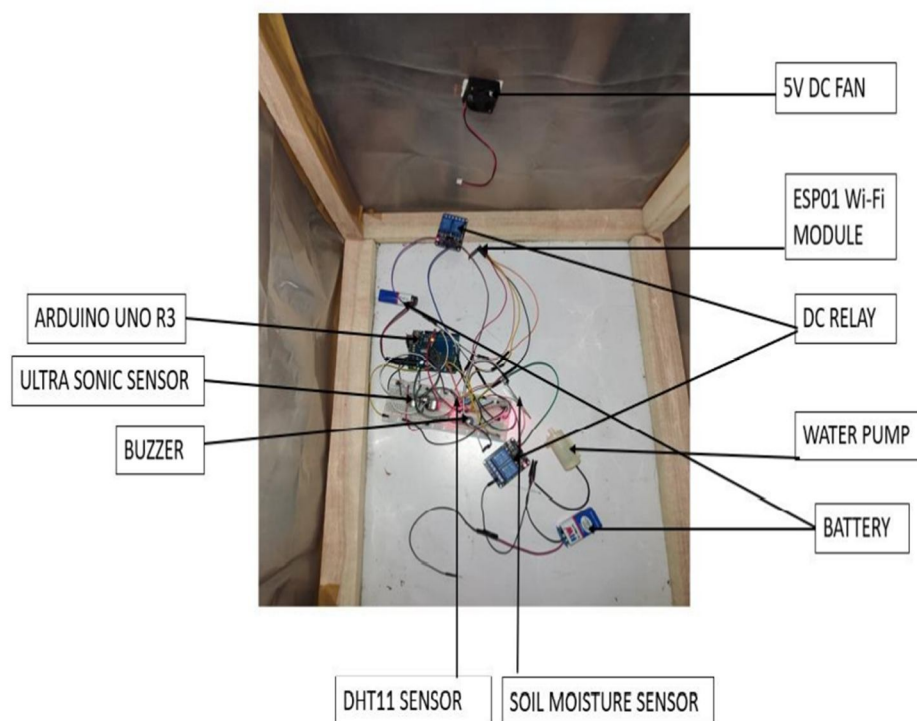 5V DC FAN
ESP01 Wi-Fi
MODULE
ARDUINO UNO R3
DC RELAY
ULTRA SONIC SENSOR
BUZZER
WATER PUMP
BATTERY
DHT11 SENSOR
SOIL MOISTURE SENSOR